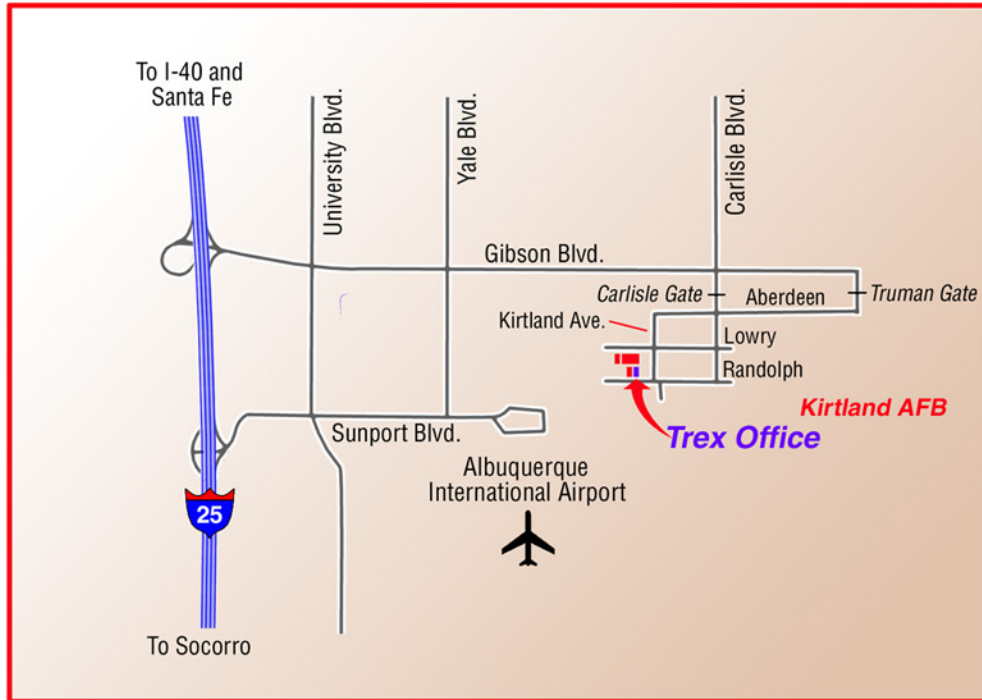 To I-40 and
Santa Fe
University Blvd.
Yale Blvd.
Carlisle Blvd.
Gibson Blvd.
Carlisle Gate
Aberdeen
Truman Gate
Kirtland Ave.
Lowry
Randolph
Kirtland AFB
Trex Office
Sunport Blvd.
Albuquerque
International Airport
25
To Socorro